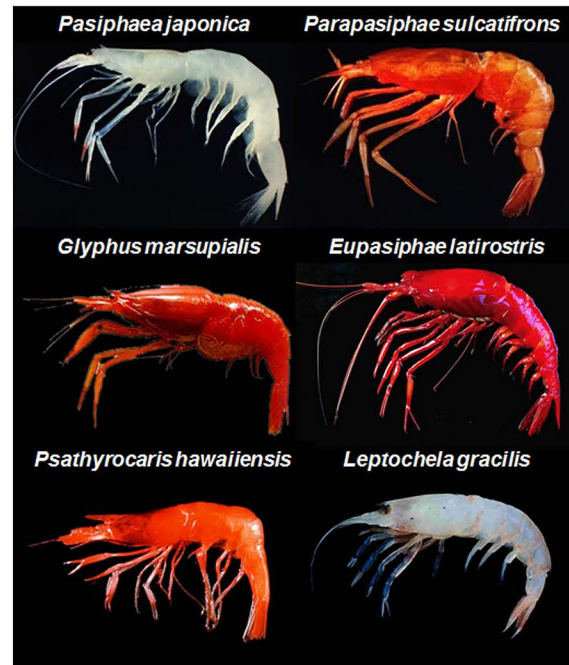 Pasiphaea japonica
Parapasiphae sulcatifrons
Glyphus marsupialis
Eupasiphae latirostris
Psathyrocaris hawaiiensis
Leptochela gracilis